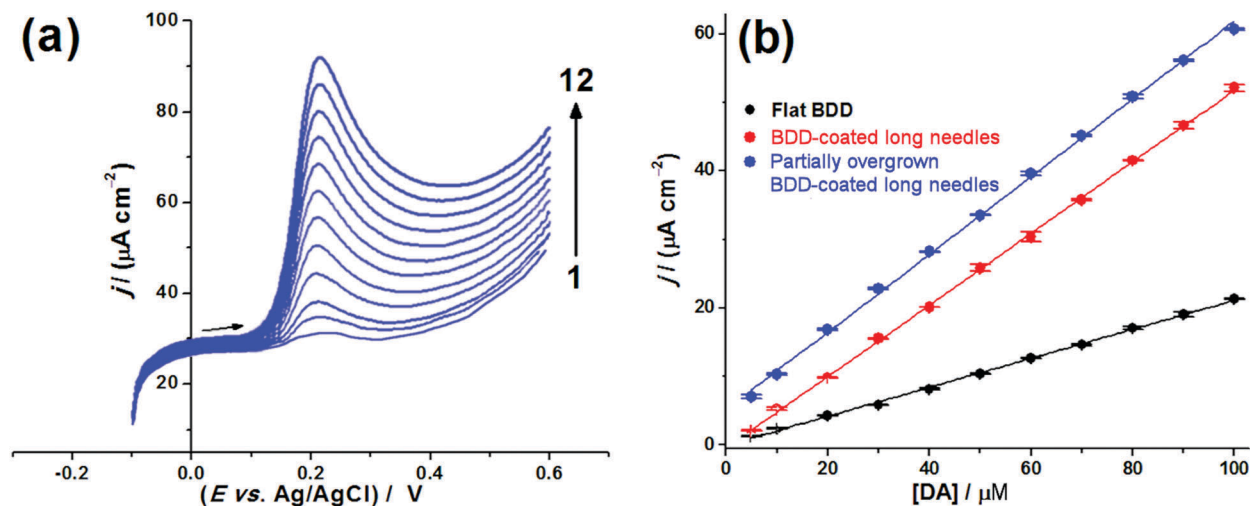 (a)
100
80
60
40
20
j / (μA cm⁻²)
12
1
-0.2
0.0
0.2
0.4
0.6
(E vs. Ag/AgCl) / V
(b)
60
40
20
0
j / (μA cm⁻²)
Flat BDD
BDD-coated long needles
Partially overgrown
BDD-coated long needles
0
20
40
60
80
100
[DA] / μM